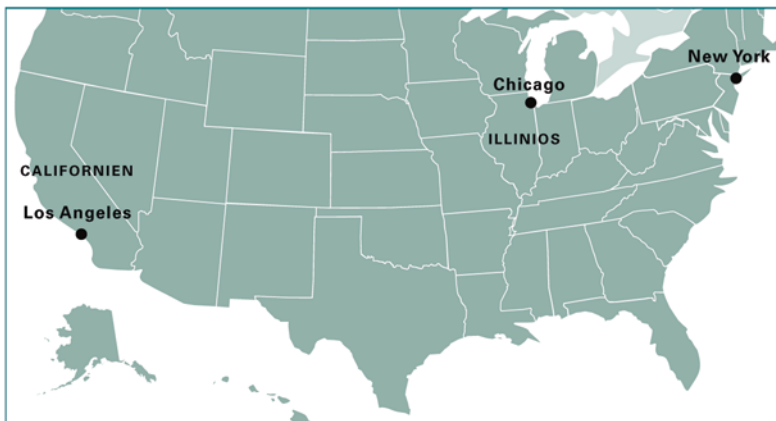 New York
Chicago
ILLINIOS
CALIFORNIEN
Los Angeles